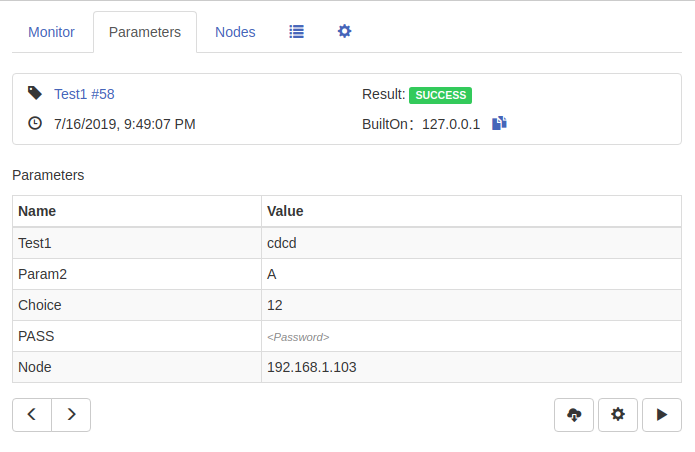 Monitor Parameters Nodes
Test1 #58 Result: SUCCESS
7/16/2019, 9:49:07 PM BuiltOn: 127.0.0.1
Parameters
Name Value
Test1 cdcd
Param2 A
Choice 12
PASS <Password>
Node 192.168.1.103